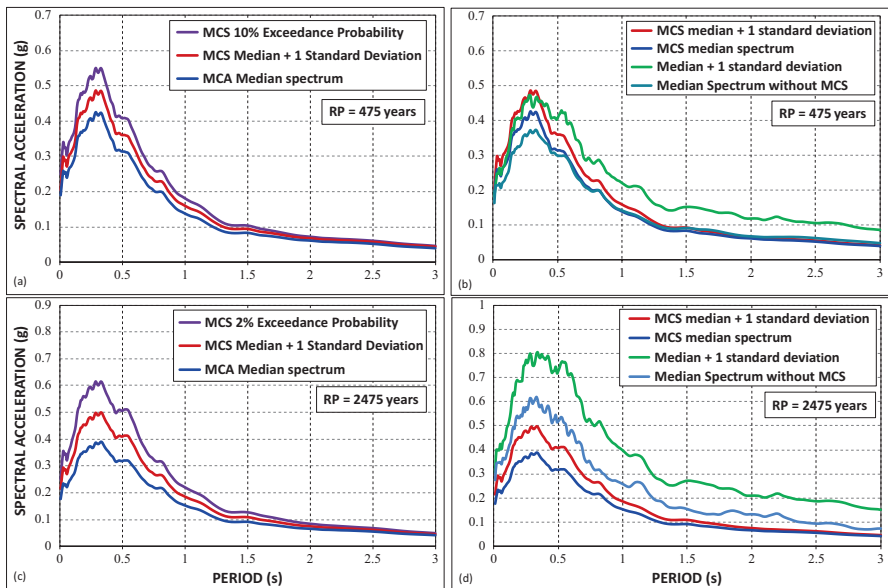 0.7
0.6
0.5
0.4
0.3
0.2
0.1
0
SPECTRAL ACCELERATION (g)
MCS 10% Exceedance Probability
MCS Median + 1 Standard Deviation
MCA Median spectrum
RP = 475 years
(a)
0 0.5 1 1.5 2 2.5 3
0.7
0.6
0.5
0.4
0.3
0.2
0.1
0
MCS median + 1 standard deviation
MCS median spectrum
Median + 1 standard deviation
Median Spectrum without MCS
RP = 475 years
(b)
0 0.5 1 1.5 2 2.5 3
0.9
0.8
0.7
0.6
0.5
0.4
0.3
0.2
0.1
0
SPECTRAL ACCELERATION (g)
MCS 2% Exceedance Probability
MCS Median + 1 Standard Deviation
MCA Median spectrum
RP = 2475 years
(c)
0 0.5 1 1.5 2 2.5 3
PERIOD (s)
1
0.9
0.8
0.7
0.6
0.5
0.4
0.3
0.2
0.1
0
MCS median + 1 standard deviation
MCS median spectrum
Median + 1 standard deviation
Median Spectrum without MCS
RP = 2475 years
(d)
0 0.5 1 1.5 2 2.5 3
PERIOD (s)